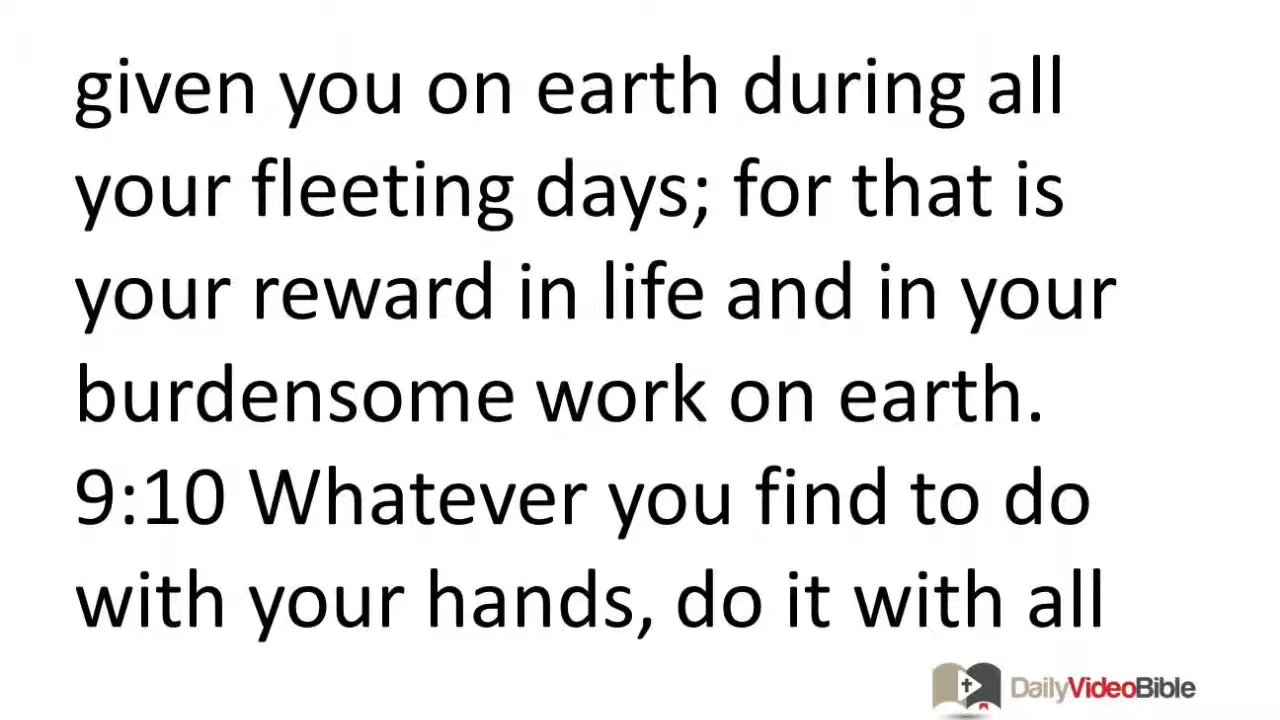 given you on earth during all
your fleeting days; for that is
your reward in life and in your
burdensome work on earth.
9:10 Whatever you find to do
with your hands, do it with all
DailyVideoBible